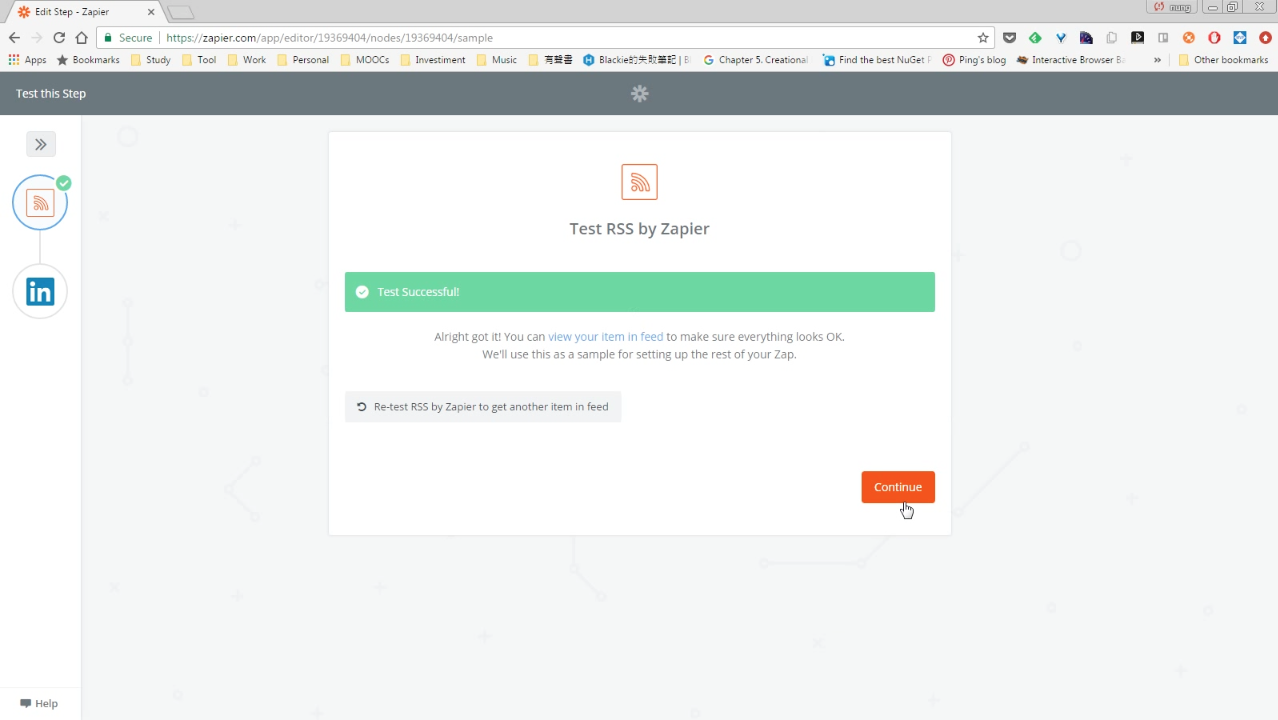 Edit Step - Zapier
nung
Secure https://zapier.com/app/editor/19369404/nodes/19369404/sample
Apps Bookmarks Study Tool Work Personal MOOCs Investiment Music 有聲書 Blackie的失敗筆記 | B Chapter 5. Creational Find the best NuGet P Ping's blog Interactive Browser Ba » Other bookmarks
Test this Step
Test RSS by Zapier
Test Successful!
Alright got it! You can view your item in feed to make sure everything looks OK.
We'll use this as a sample for setting up the rest of your Zap.
Re-test RSS by Zapier to get another item in feed
Continue
in
Help